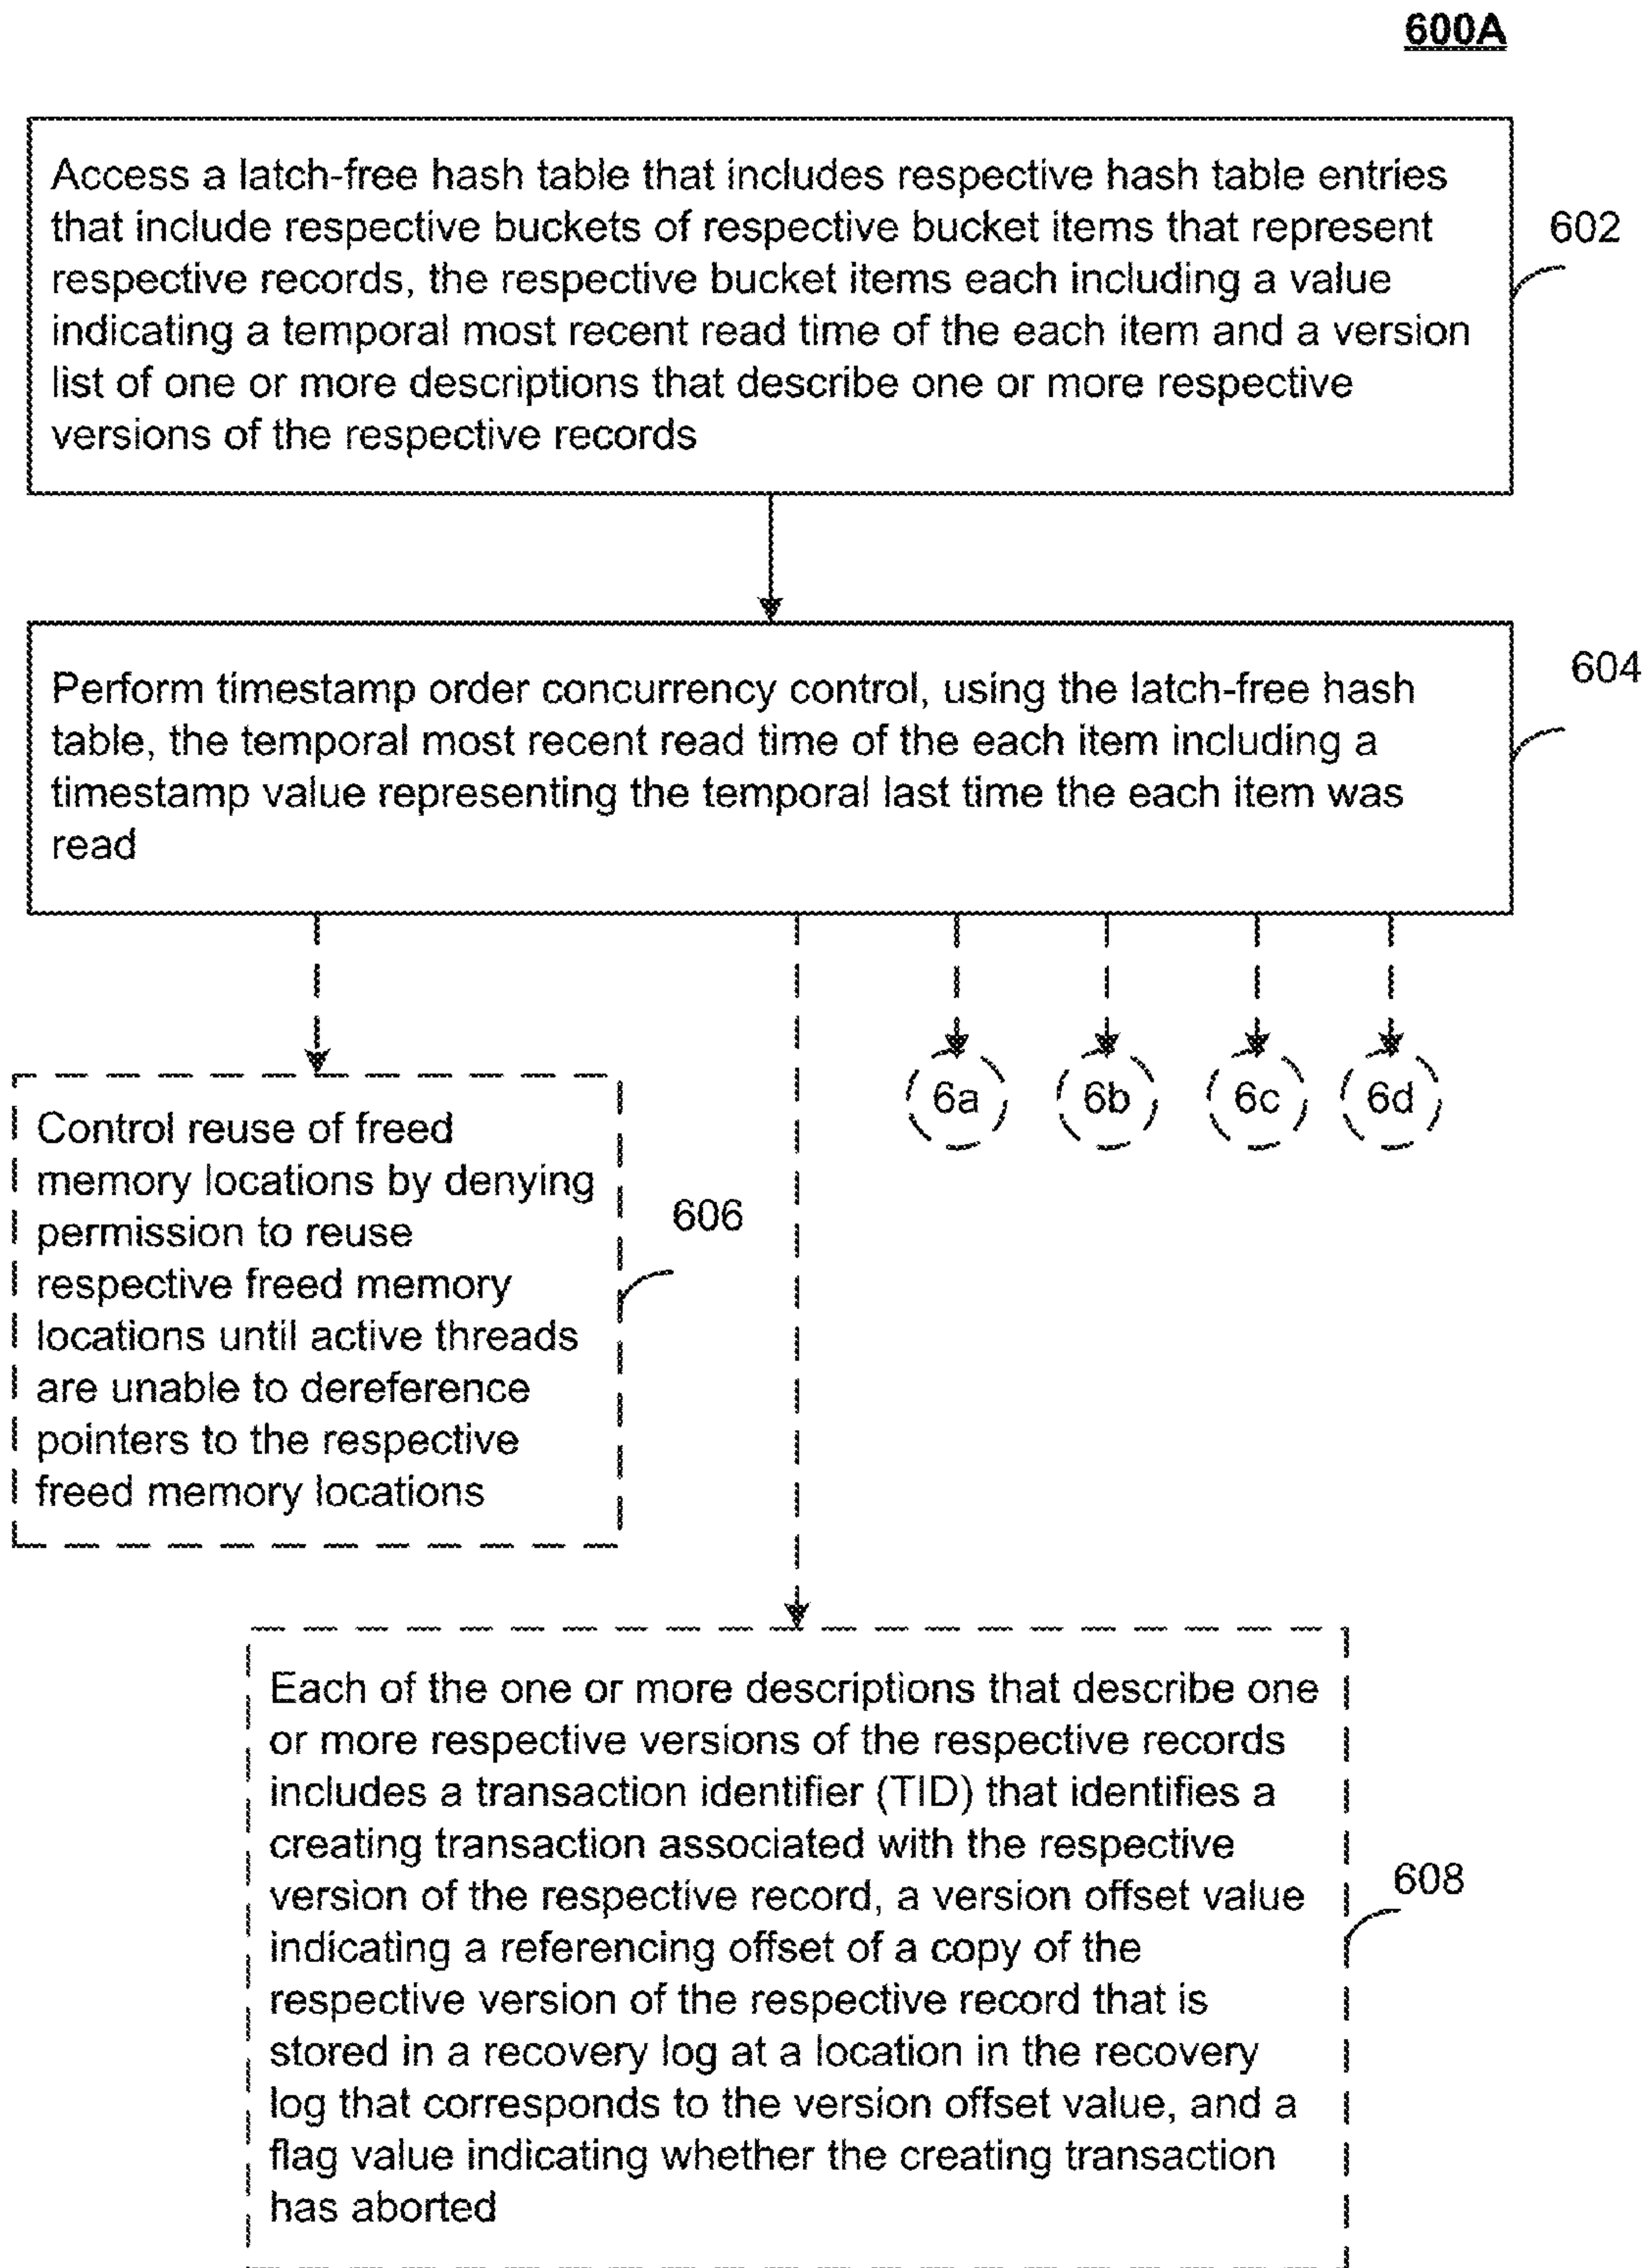 600A
Access a latch-free hash table that includes respective hash table entries
that include respective buckets of respective bucket items that represent
respective records, the respective bucket items each including a value
indicating a temporal most recent read time of the each item and a version
list of one or more descriptions that describe one or more respective
versions of the respective records
602
Perform timestamp order concurrency control, using the latch-free hash
table, the temporal most recent read time of the each item including a
timestamp value representing the temporal last time the each item was
read
604
6a
6b
6c
6d
Control reuse of freed
memory locations by denying
permission to reuse
respective freed memory
locations until active threads
are unable to dereference
pointers to the respective
freed memory locations
606
Each of the one or more descriptions that describe one
or more respective versions of the respective records
includes a transaction identifier (TID) that identifies a
creating transaction associated with the respective
version of the respective record, a version offset value
indicating a referencing offset of a copy of the
respective version of the respective record that is
stored in a recovery log at a location in the recovery
log that corresponds to the version offset value, and a
flag value indicating whether the creating transaction
has aborted
608